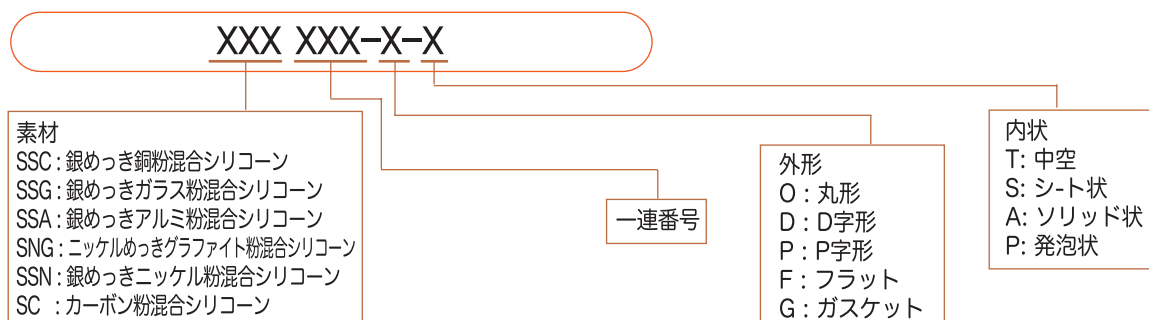 XXX XXX-X-X
素材
SSC : 銀めっき銅粉混合シリコーン
SSG : 銀めっきガラス粉混合シリコーン
SSA : 銀めっきアルミ粉混合シリコーン
SNG : ニッケルめっきグラファイト粉混合シリコーン
SSN : 銀めっきニッケル粉混合シリコーン
SC : カーボン粉混合シリコーン
一連番号
外形
O : 丸形
D : D字形
P : P字形
F : フラット
G : ガスケット
内状
T: 中空
S: シ-ト状
A: ソリッド状
P: 発泡状